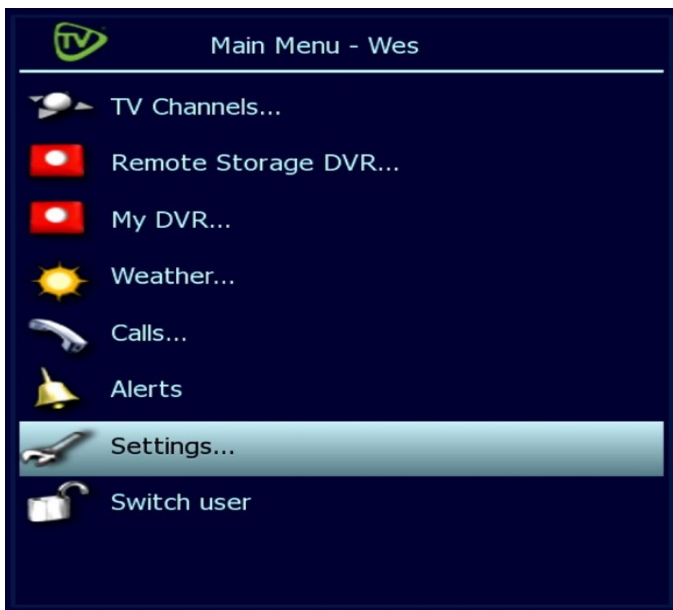 TV
Main Menu - Wes
TV Channels...
Remote Storage DVR...
My DVR...
Weather...
Calls...
Alerts
Settings...
Switch user